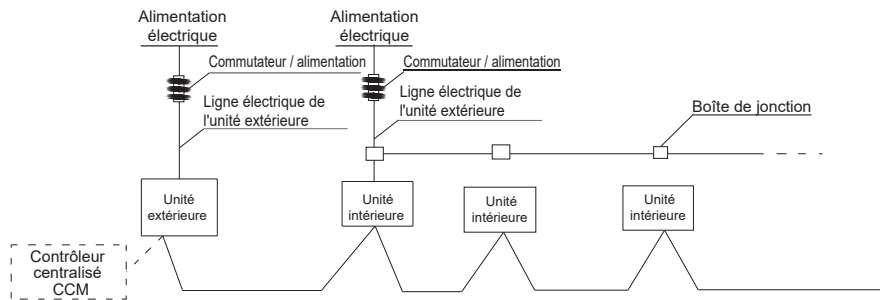 Alimentation
électrique
Alimentation
électrique
Commutateur / alimentation
Commutateur / alimentation
Ligne électrique de
l'unité extérieure
Ligne électrique de
l'unité extérieure
Boîte de jonction
Unité
extérieure
Unité
intérieure
Unité
intérieure
Unité
intérieure
Contrôleur
centralisé
CCM